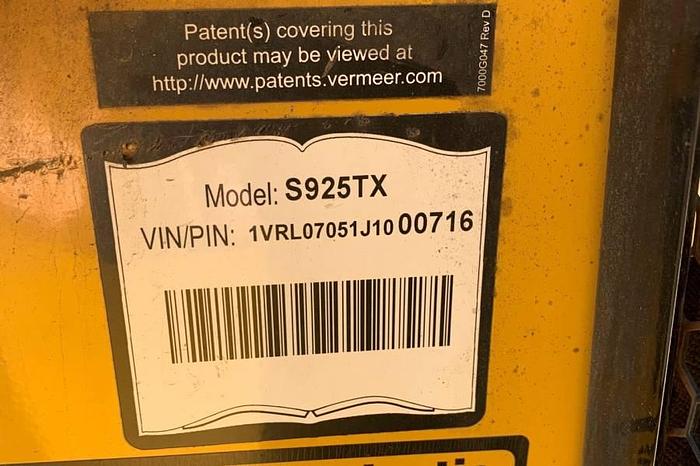 Patent(s) covering this
product may be viewed at
http://www.patents.vermeer.com
7000G047 Rev D
Model: S925TX
VIN/PIN: 1VRL07051J1000716